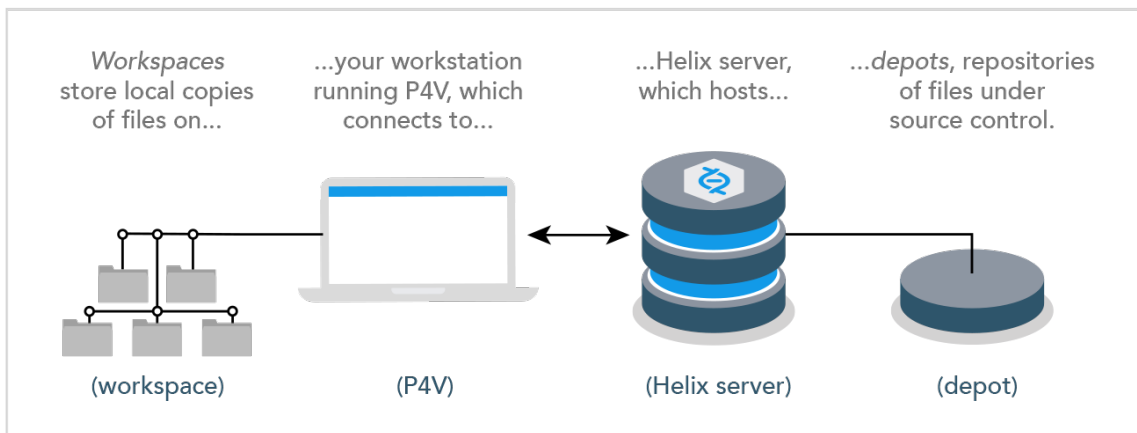 Workspaces
store local copies
of files on...
...your workstation
running P4V, which
connects to...
...Helix server,
which hosts...
...depots, repositories
of files under
source control.
(workspace)
(P4V)
(Helix server)
(depot)